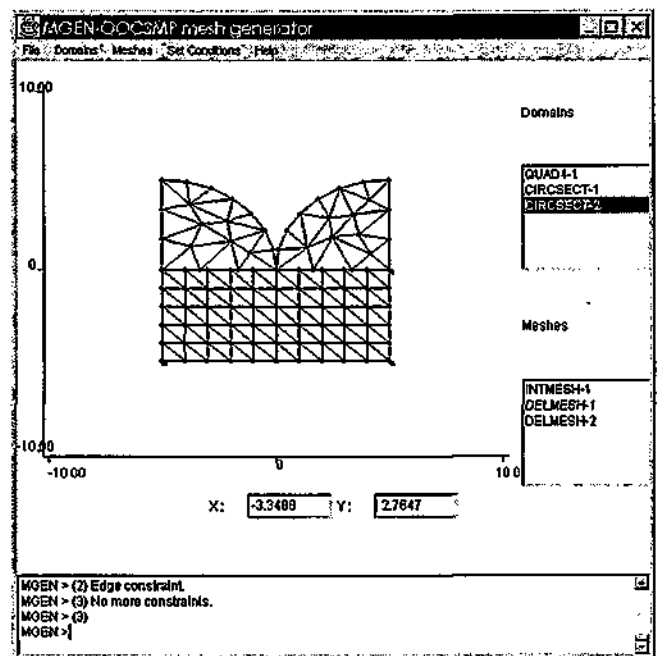 MGEN-OOCSMP mesh generator
File Domains Meshes Set Conditions Help
10.00
Domains
QUAD4-1
CIRCSECT-1
CIRCSECT-2
0
Meshes
INTMESH-1
DELMESH-1
DELMESH-2
-10.00
-10.00 0 10.0
X: -3.3488 Y: 2.7647
MGEN > (2) Edge constraint.
MGEN > (3) No more constraints.
MGEN > (3)
MGEN >